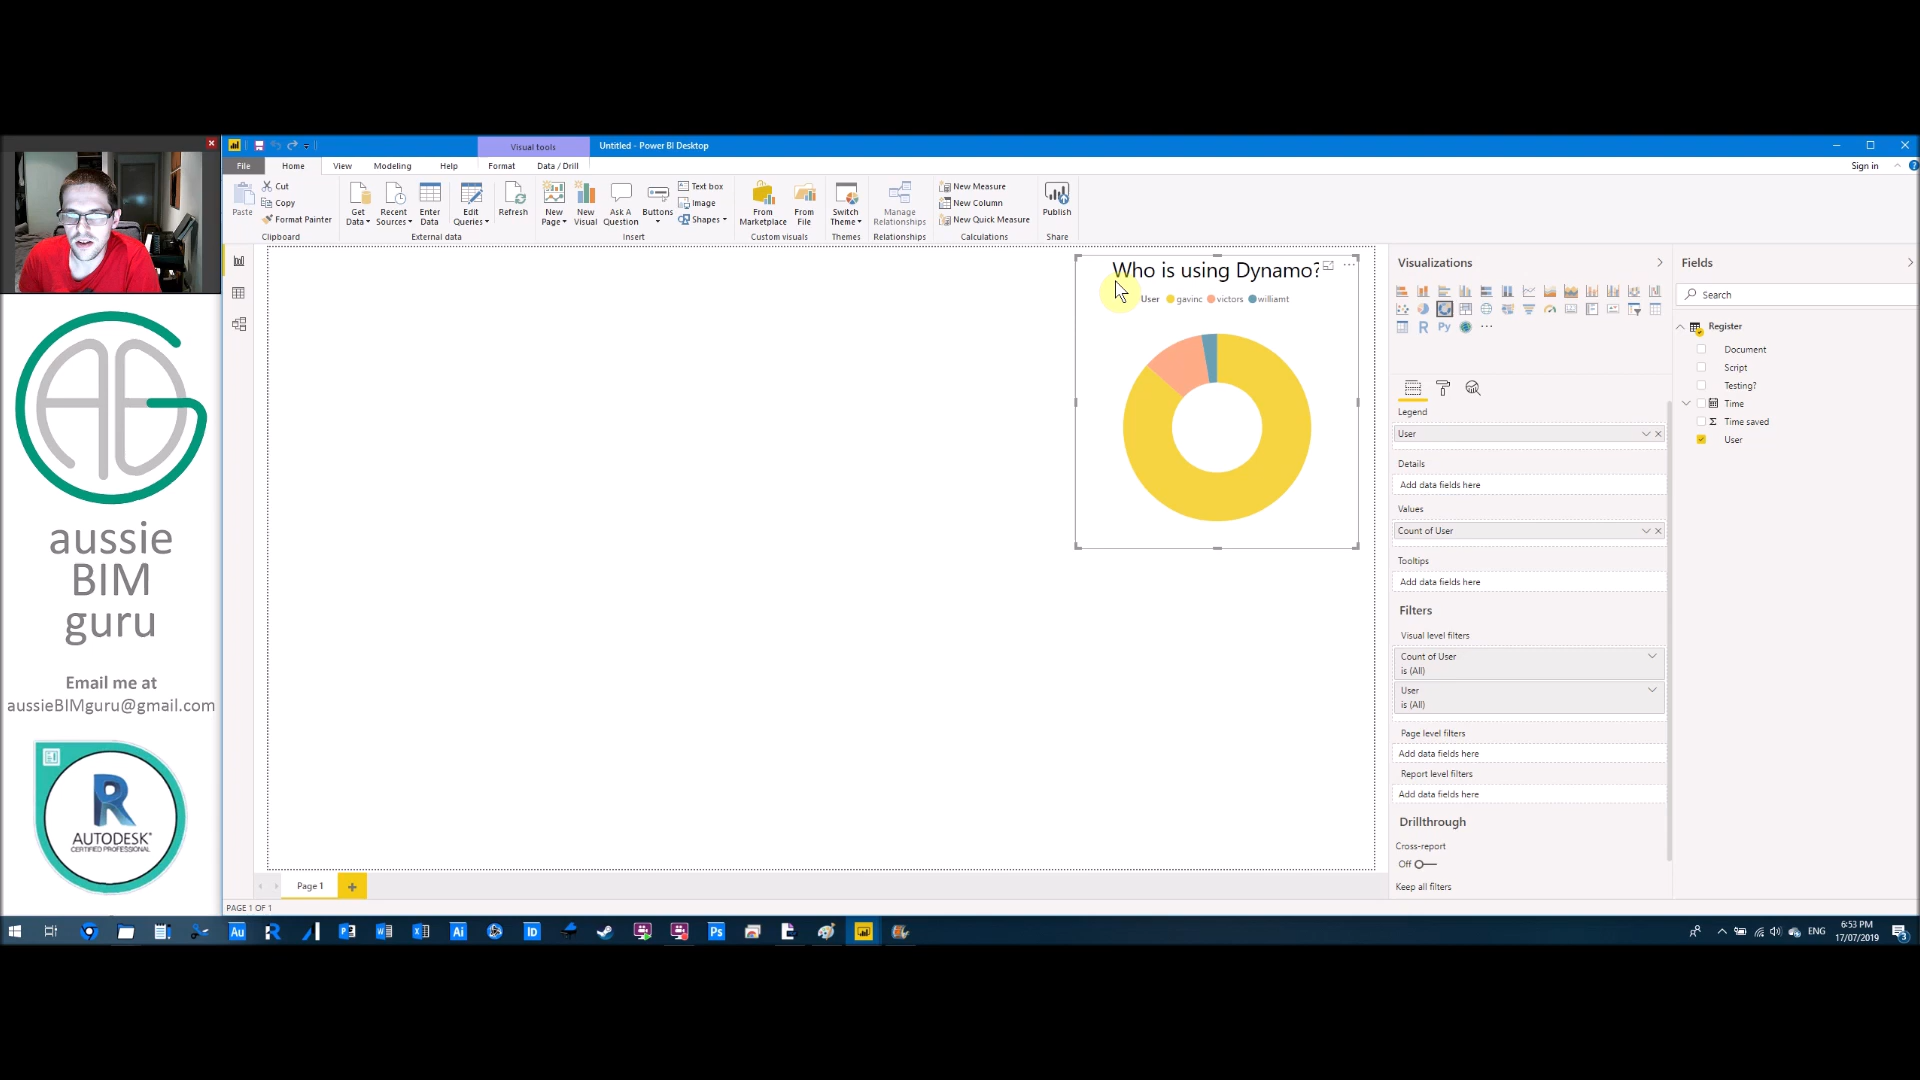 Visual tools
Untitled - Power BI Desktop
File
Home
View
Modeling
Help
Format
Data / Drill
Sign in
Paste
Cut
Copy
Format Painter
Clipboard
Get Data
Recent Sources
Enter Data
Edit Queries
Refresh
External data
New Page
New Visual
Ask A Question
Buttons
Text box
Image
Shapes
Insert
From Marketplace
From File
Custom visuals
Switch Theme
Themes
Manage Relationships
Relationships
New Measure
New Column
New Quick Measure
Calculations
Publish
Share
Who is using Dynamo?
User gavinc victors williamt
Visualizations
R Py
Legend
User
Details
Add data fields here
Values
Count of User
Tooltips
Add data fields here
Filters
Visual level filters
Count of User
is (All)
User
is (All)
Page level filters
Add data fields here
Report level filters
Add data fields here
Drillthrough
Cross-report
Off
Keep all filters
Fields
Search
Register
Document
Script
Testing?
Time
Σ Time saved
User
Page 1
PAGE 1 OF 1
aussie
BIM
guru
Email me at
aussieBIMguru@gmail.com
R
AUTODESK
CERTIFIED PROFESSIONAL
Au
Ai
ID
Ps
ENG
6:53 PM
17/07/2019
3